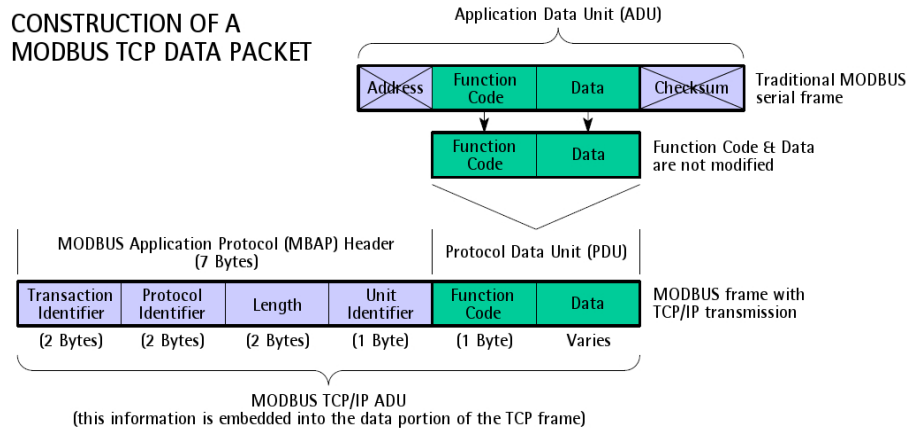 CONSTRUCTION OF A
MODBUS TCP DATA PACKET
Application Data Unit (ADU)
Address
Function
Code
Data
Checksum
Traditional MODBUS
serial frame
Function
Code
Data
Function Code & Data
are not modified
MODBUS Application Protocol (MBAP) Header
(7 Bytes)
Protocol Data Unit (PDU)
Transaction
Identifier
Protocol
Identifier
Length
Unit
Identifier
Function
Code
Data
MODBUS frame with
TCP/IP transmission
(2 Bytes)
(2 Bytes)
(2 Bytes)
(1 Byte)
(1 Byte)
Varies
MODBUS TCP/IP ADU
(this information is embedded into the data portion of the TCP frame)